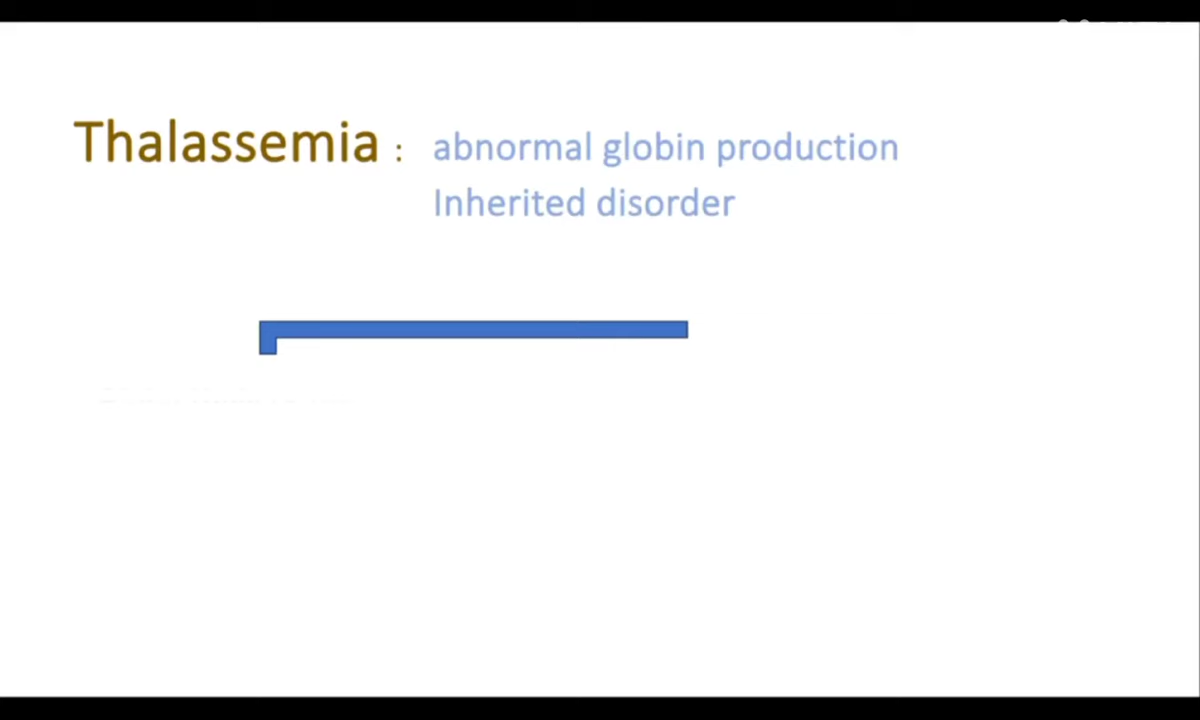 Thalassemia : abnormal globin production
Inherited disorder